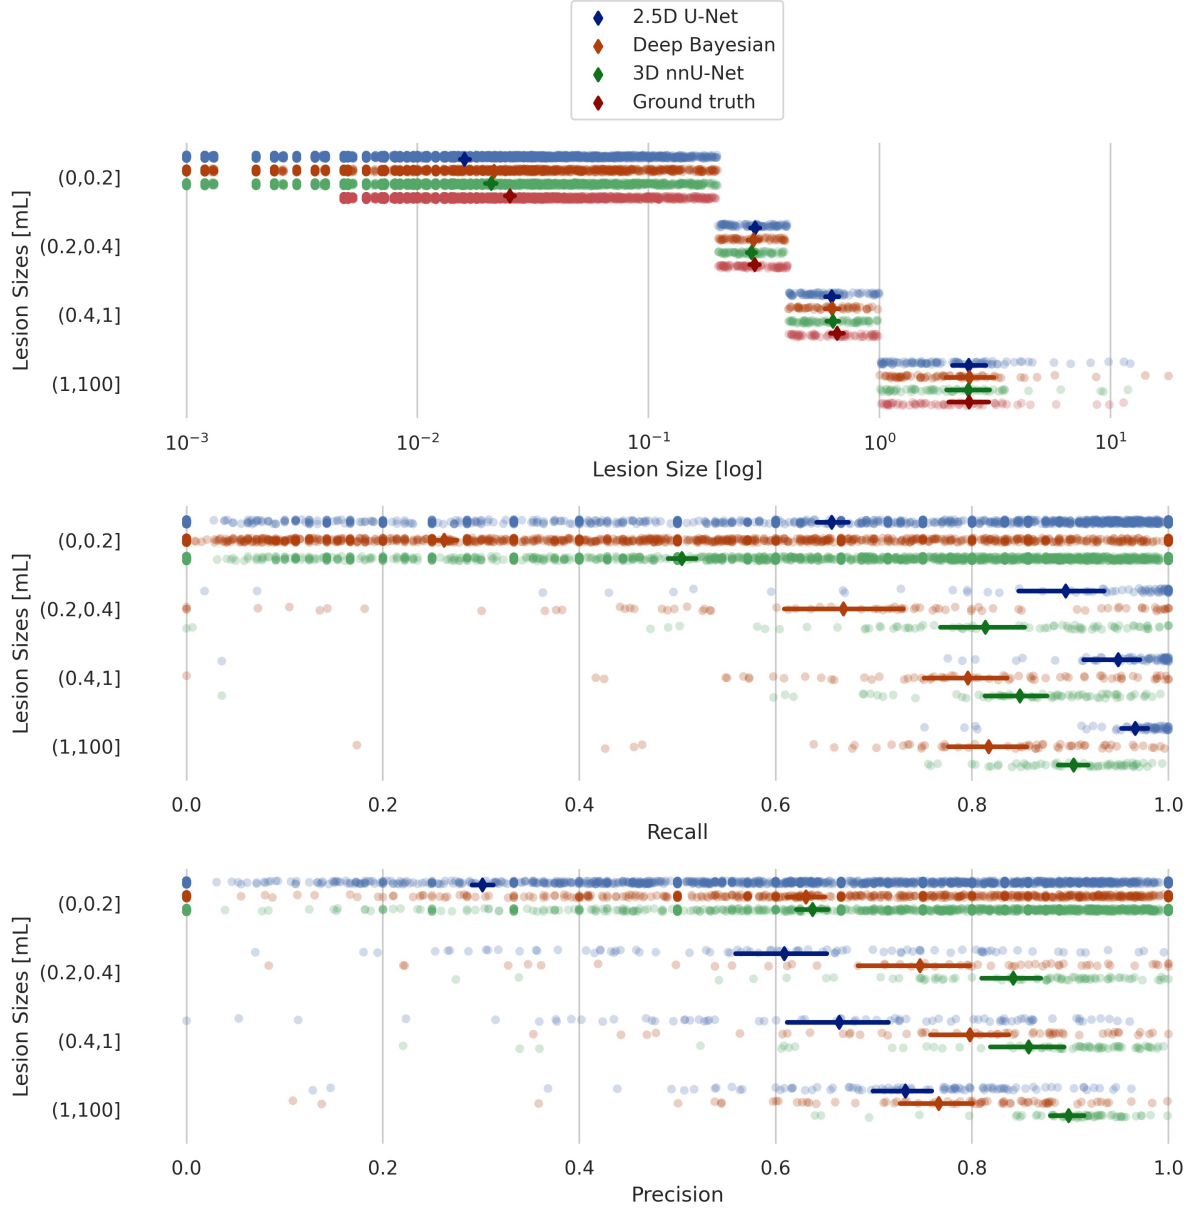 2.5D U-Net
Deep Bayesian
3D nnU-Net
Ground truth
Lesion Sizes [mL]
(0,0.2]
(0.2,0.4]
(0.4,1]
(1,100]
10⁻³ 10⁻² 10⁻¹ 10⁰ 10¹
Lesion Size [log]
Lesion Sizes [mL]
(0,0.2]
(0.2,0.4]
(0.4,1]
(1,100]
0.0 0.2 0.4 0.6 0.8 1.0
Recall
Lesion Sizes [mL]
(0,0.2]
(0.2,0.4]
(0.4,1]
(1,100]
0.0 0.2 0.4 0.6 0.8 1.0
Precision